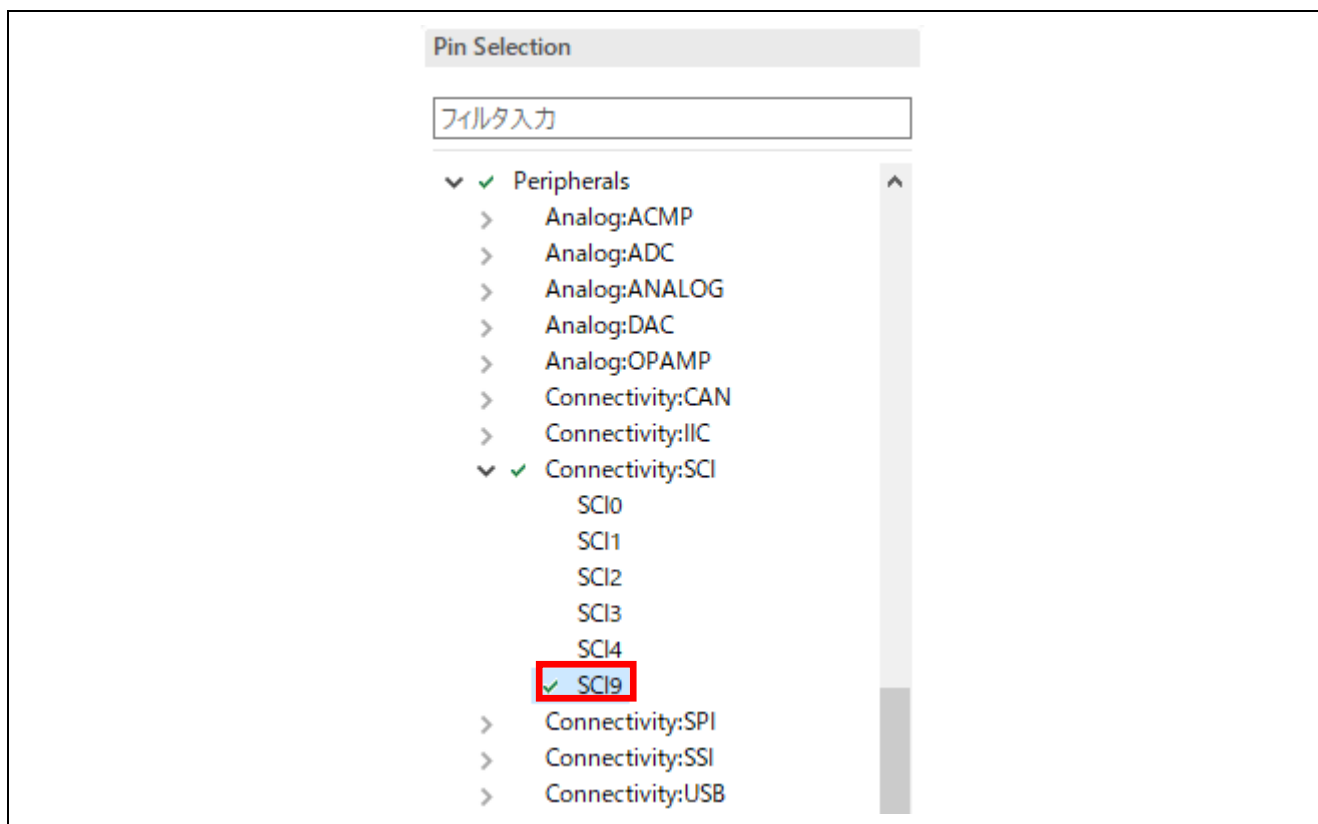 Pin Selection
フィルタ入力
Peripherals
Analog:ACMP
Analog:ADC
Analog:ANALOG
Analog:DAC
Analog:OPAMP
Connectivity:CAN
Connectivity:IIC
Connectivity:SCI
SCI0
SCI1
SCI2
SCI3
SCI4
SCI9
Connectivity:SPI
Connectivity:SSI
Connectivity:USB